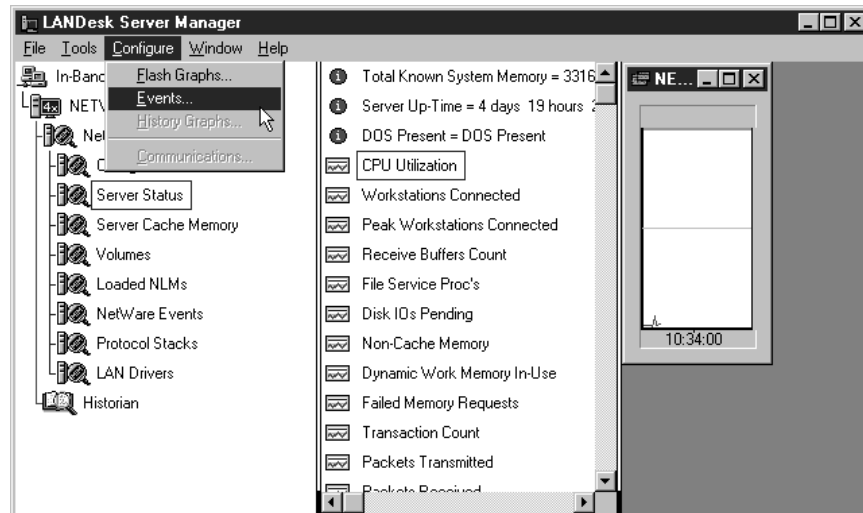 LANDesk Server Manager
File Tools Configure Window Help
Flash Graphs...
Events...
History Graphs...
Communications...
In-Banc
4x
NETV
Net
C
Server Status
Server Cache Memory
Volumes
Loaded NLMs
NetWare Events
Protocol Stacks
LAN Drivers
Historian
Total Known System Memory = 3316
Server Up-Time = 4 days 19 hours 2
DOS Present = DOS Present
CPU Utilization
Workstations Connected
Peak Workstations Connected
Receive Buffers Count
File Service Proc's
Disk IOs Pending
Non-Cache Memory
Dynamic Work Memory In-Use
Failed Memory Requests
Transaction Count
Packets Transmitted
Packets Received
NE...
10:34:00